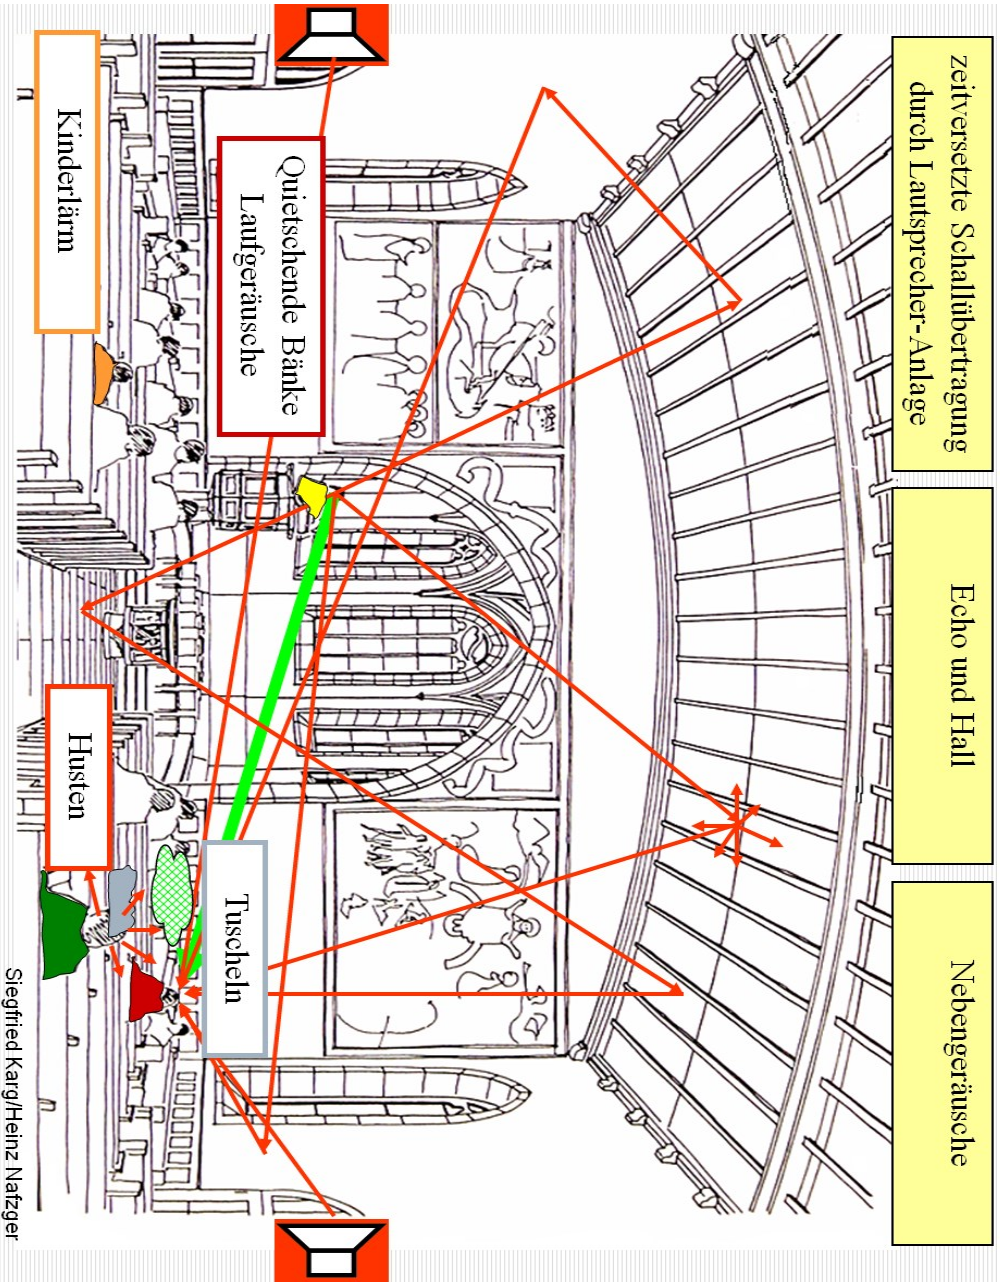 zeitversetzte Schallübertragung
durch Lautsprecher-Anlage
Echo und Hall
Nebengeräusche
Quietschende Bänke
Laufgeräusche
Tuscheln
Kinderlärm
Husten
Siegfried Karg/Heinz Nafzger